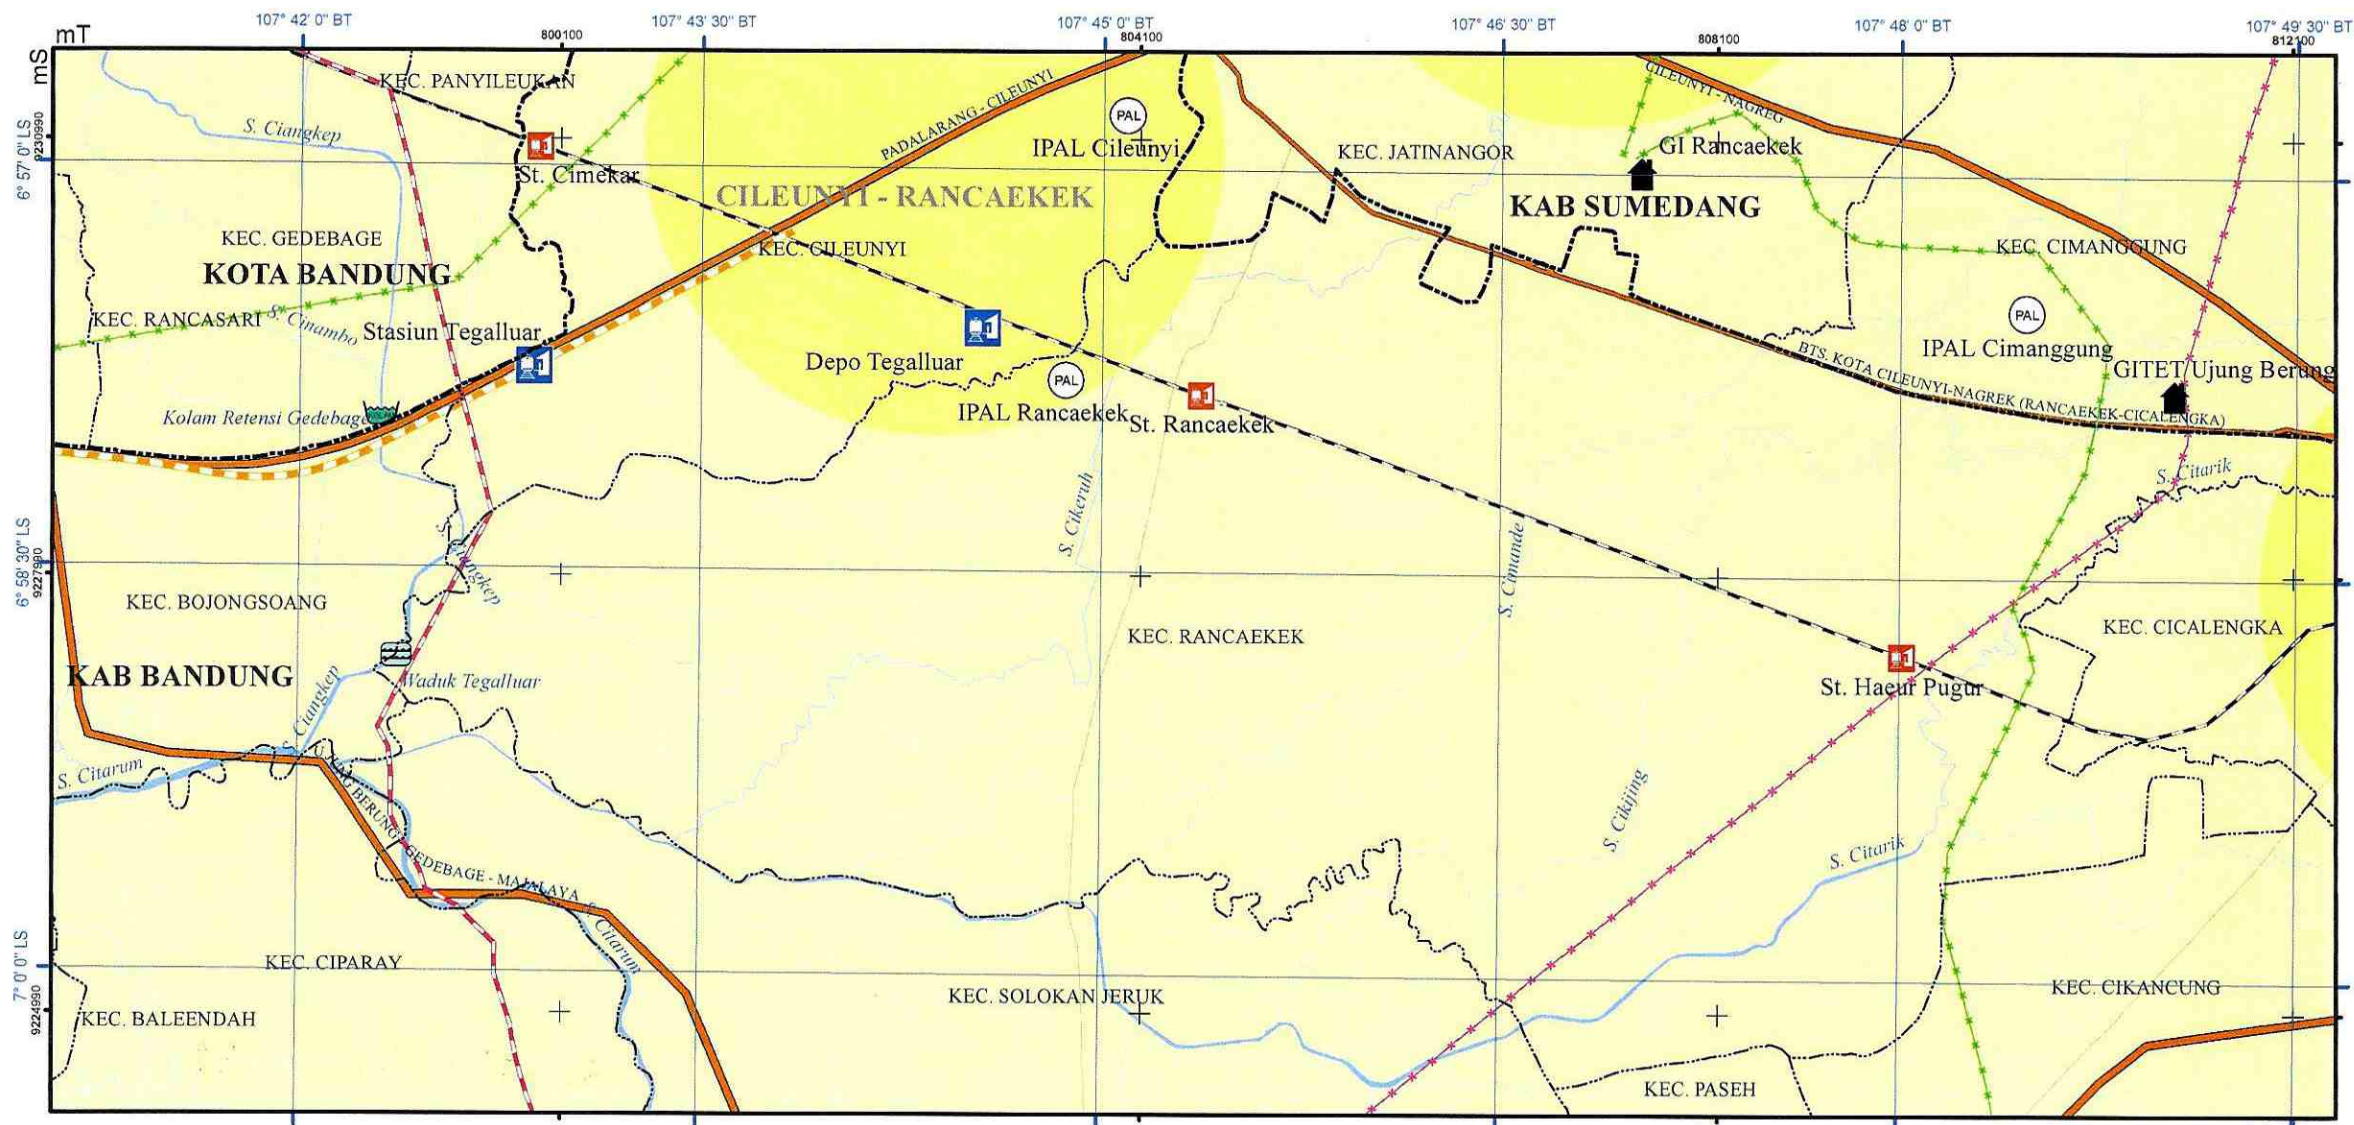 107° 42' 0" BT
107° 43' 30" BT
107° 45' 0" BT
107° 46' 30" BT
107° 48' 0" BT
107° 49' 30" BT
mT
800100
804100
808100
812100
mS
6° 57' 0" LS
9230990
6° 58' 30" LS
9227990
7° 0' 0" LS
9224990
KEC. PANYILEUKAN
PADALARANG - CILEUNYI
CILEUNYI - NAGREG
S. Ciangkep
PAL
IPAL Cileunyi
KEC. JATINANGOR
GI Rancaekek
St. Cimekar
CILEUNYI - RANCAEKEK
KAB SUMEDANG
KEC. GEDEBAGE
KEC. CILEUNYI
KEC. CIMANGGUNG
KOTA BANDUNG
KEC. RANCASARI
S. Cinambo
Stasiun Tegalluar
PAL
IPAL Cimanggung
BTS. KOTA CILEUNYI-NAGREK (RANCAEKEK-CICALENGKA)
Depo Tegalluar
GITET Ujung Berung
PAL
IPAL Rancaekek
St. Rancaekek
Kolam Retensi Gedebage
S. Citarik
S. Cikeruh
S. Ciangkep
S. Cimande
KEC. BOJONGSOANG
KEC. RANCAEKEK
KEC. CICALENGKA
KAB BANDUNG
Waduk Tegalluar
St. Haeur Pugur
S. Ciangkep
S. Citarum
UJUNG BERUNG - GEDEBAGE - MAJALAYA
S. Cikijing
S. Citarik
S. Citarum
KEC. CIPARAY
KEC. SOLOKAN JERUK
KEC. CIKANCUNG
KEC. BALEENDAH
KEC. PASEH